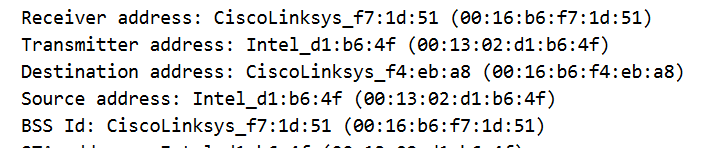 Receiver address: CiscoLinksys_f7:1d:51 (00:16:b6:f7:1d:51)
Transmitter address: Intel_d1:b6:4f (00:13:02:d1:b6:4f)
Destination address: CiscoLinksys_f4:eb:a8 (00:16:b6:f4:eb:a8)
Source address: Intel_d1:b6:4f (00:13:02:d1:b6:4f)
BSS Id: CiscoLinksys_f7:1d:51 (00:16:b6:f7:1d:51)